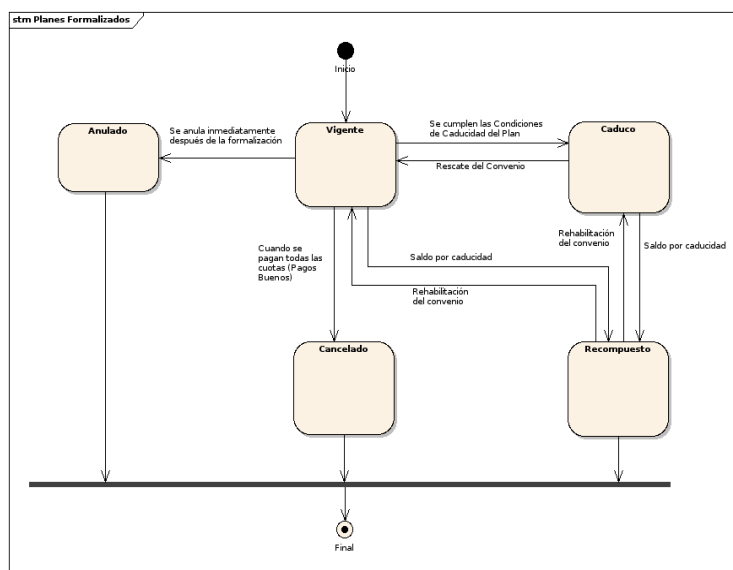 stm Planes Formalizados
Inicio
Anulado
Se anula inmediatamente
después de la formalización
Vigente
Se cumplen las Condiciones
de Caducidad del Plan
Caduco
Rescate del Convenio
Cuando se
pagan todas las
cuotas (Pagos
Buenos)
Saldo por caducidad
Rehabilitación
del convenio
Rehabilitación
del convenio
Saldo por caducidad
Cancelado
Recompuesto
Final